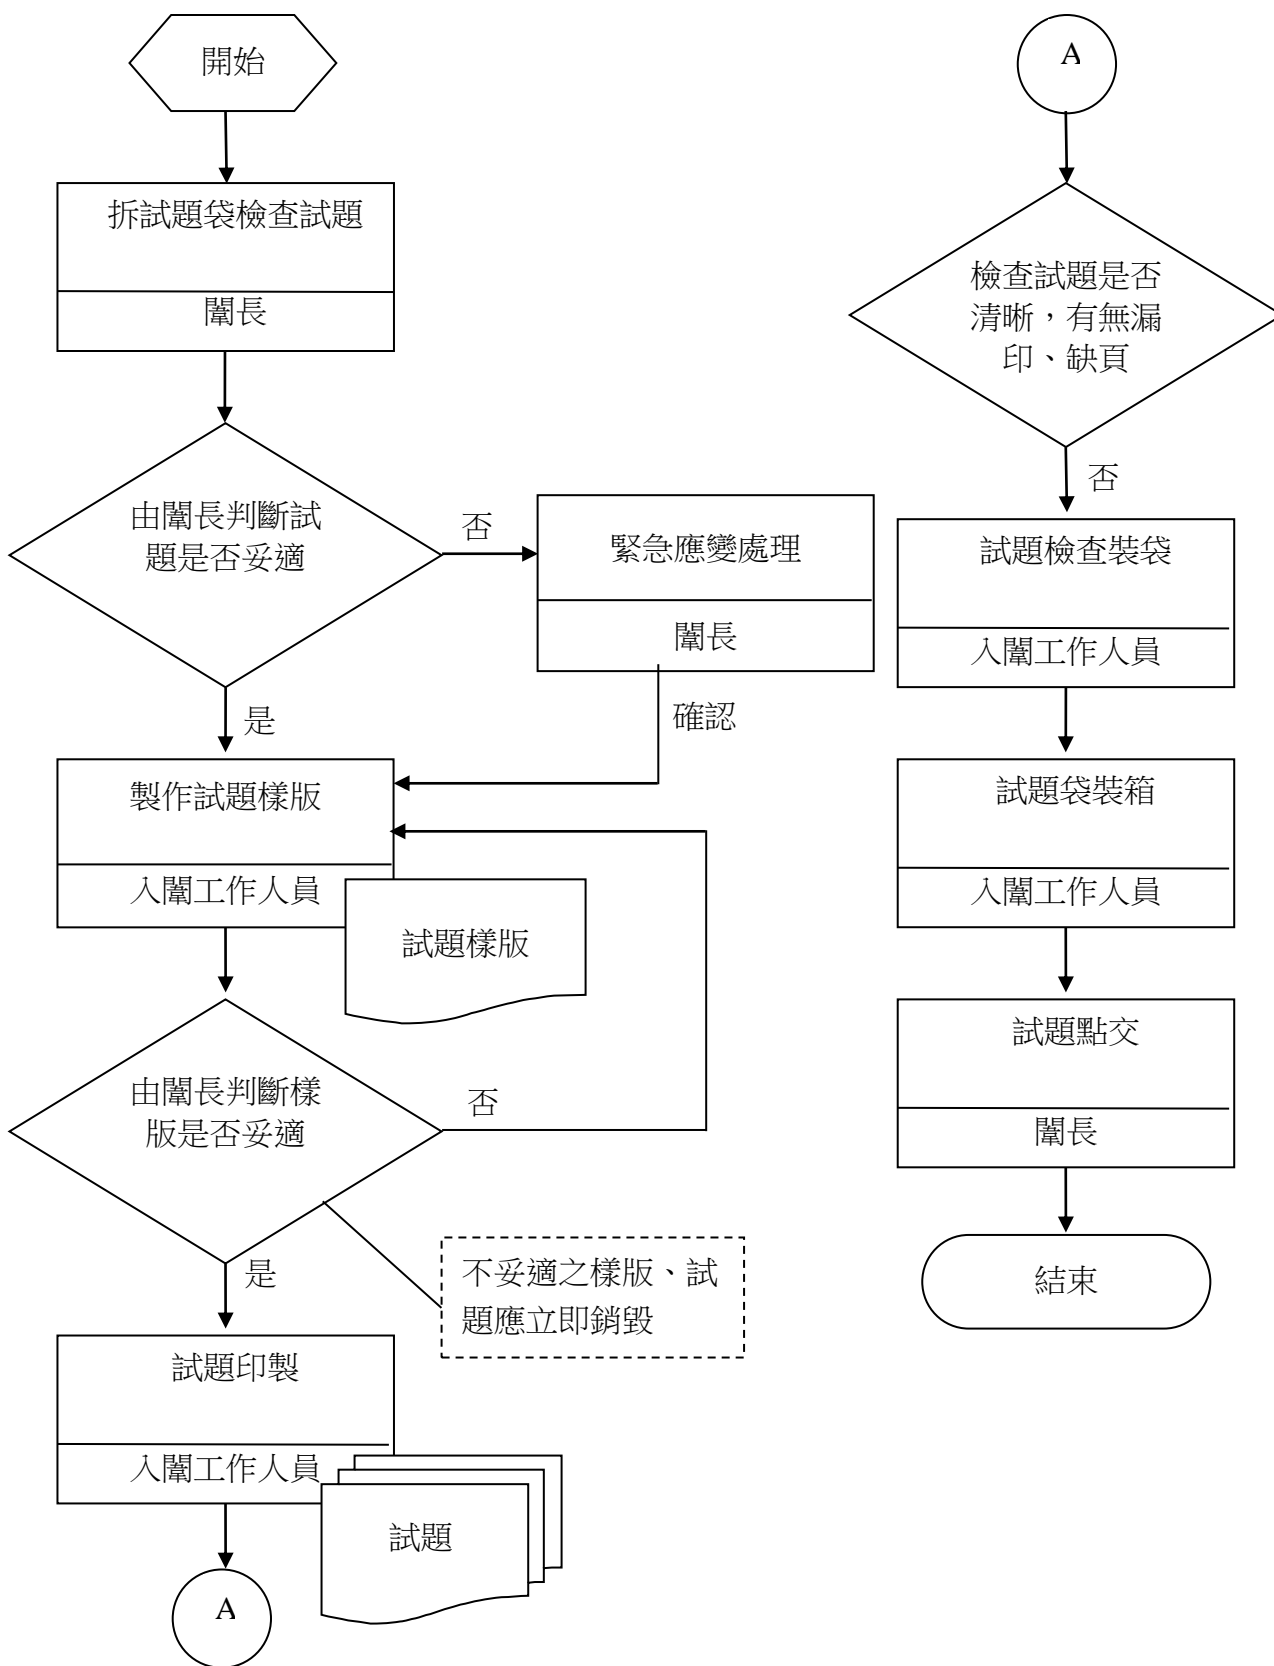 開始
拆試題袋檢查試題
闈長
由闈長判斷試
題是否妥適
否
緊急應變處理
闈長
確認
是
製作試題樣版
入闈工作人員
試題樣版
由闈長判斷樣
版是否妥適
否
不妥適之樣版、試
題應立即銷毀
是
試題印製
入闈工作人員
試題
A
A
檢查試題是否
清晰，有無漏
印、缺頁
否
試題檢查裝袋
入闈工作人員
試題袋裝箱
入闈工作人員
試題點交
闈長
結束